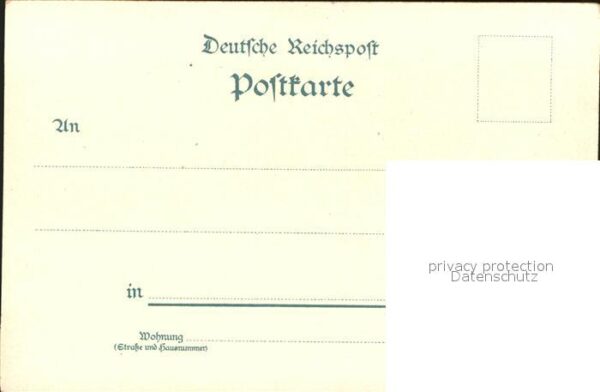 Deutſche Reichspoſt
Poſtkarte
An
in
Wohnung
(Straße und Hausnummer)
privacy protection
Datenschutz